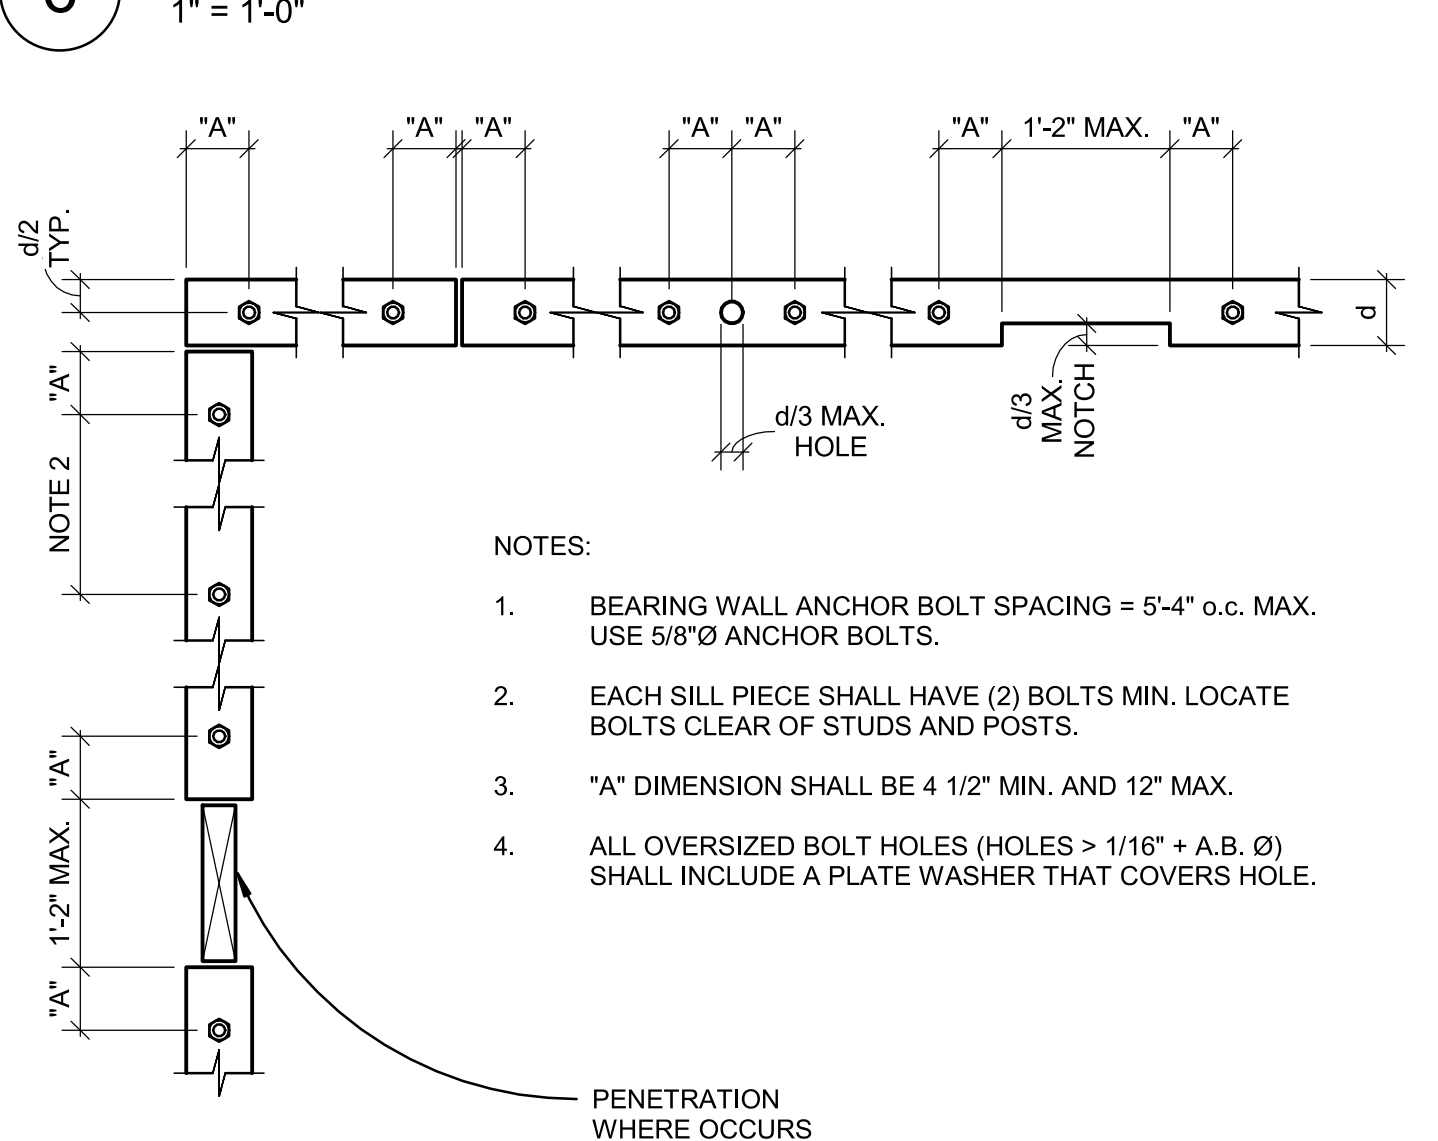 1" = 1'-0"
"A"
"A"
"A"
"A"
"A"
"A"
1'-2" MAX.
"A"
d/2
TYP.
d
"A"
NOTE 2
d/3 MAX.
HOLE
d/3
MAX.
NOTCH
NOTES:
1. BEARING WALL ANCHOR BOLT SPACING = 5'-4" o.c. MAX.
USE 5/8"Ø ANCHOR BOLTS.
2. EACH SILL PIECE SHALL HAVE (2) BOLTS MIN. LOCATE
BOLTS CLEAR OF STUDS AND POSTS.
3. "A" DIMENSION SHALL BE 4 1/2" MIN. AND 12" MAX.
4. ALL OVERSIZED BOLT HOLES (HOLES > 1/16" + A.B. Ø)
SHALL INCLUDE A PLATE WASHER THAT COVERS HOLE.
"A"
1'-2" MAX.
"A"
PENETRATION
WHERE OCCURS